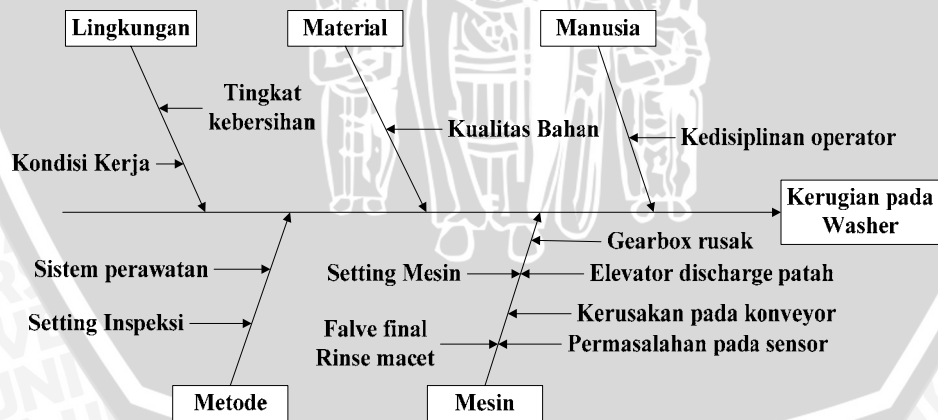 Lingkungan
Material
Manusia
Tingkat
kebersihan
Kualitas Bahan
Kedisiplinan operator
Kondisi Kerja
Kerugian pada
Washer
Gearbox rusak
Sistem perawatan
Setting Mesin
Elevator discharge patah
Setting Inspeksi
Kerusakan pada konveyor
Falve final
Rinse macet
Permasalahan pada sensor
Metode
Mesin